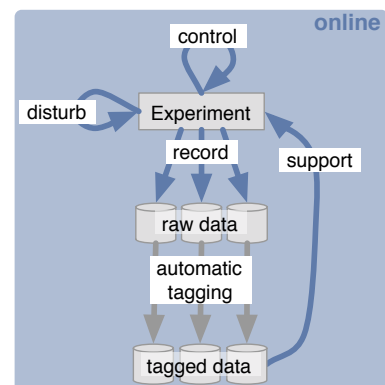 online
control
disturb
Experiment
record
support
raw data
automatic
tagging
tagged data